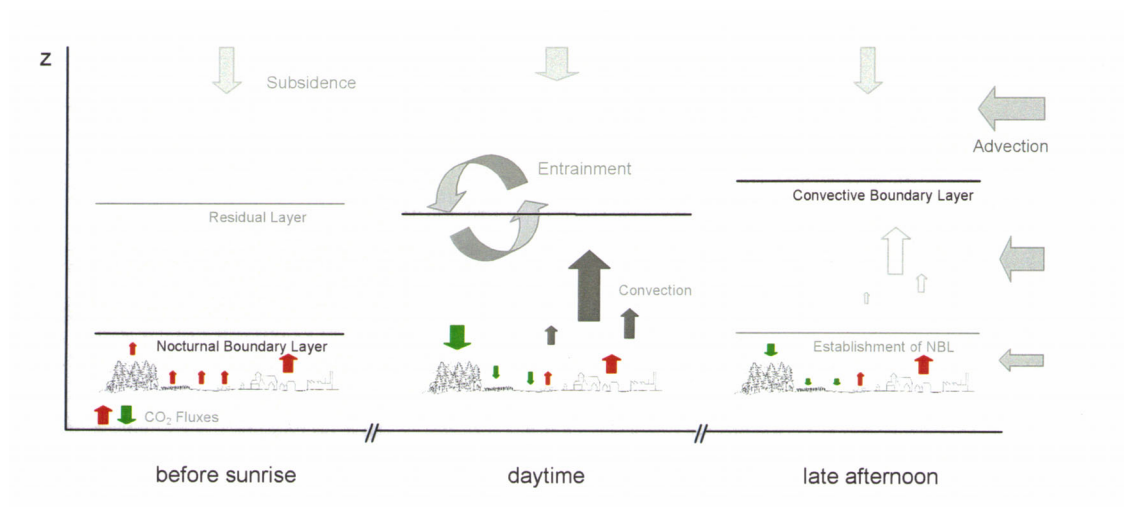 z
Subsidence
Advection
Entrainment
Convective Boundary Layer
Residual Layer
Convection
Nocturnal Boundary Layer
Establishment of NBL
CO₂ Fluxes
before sunrise
daytime
late afternoon